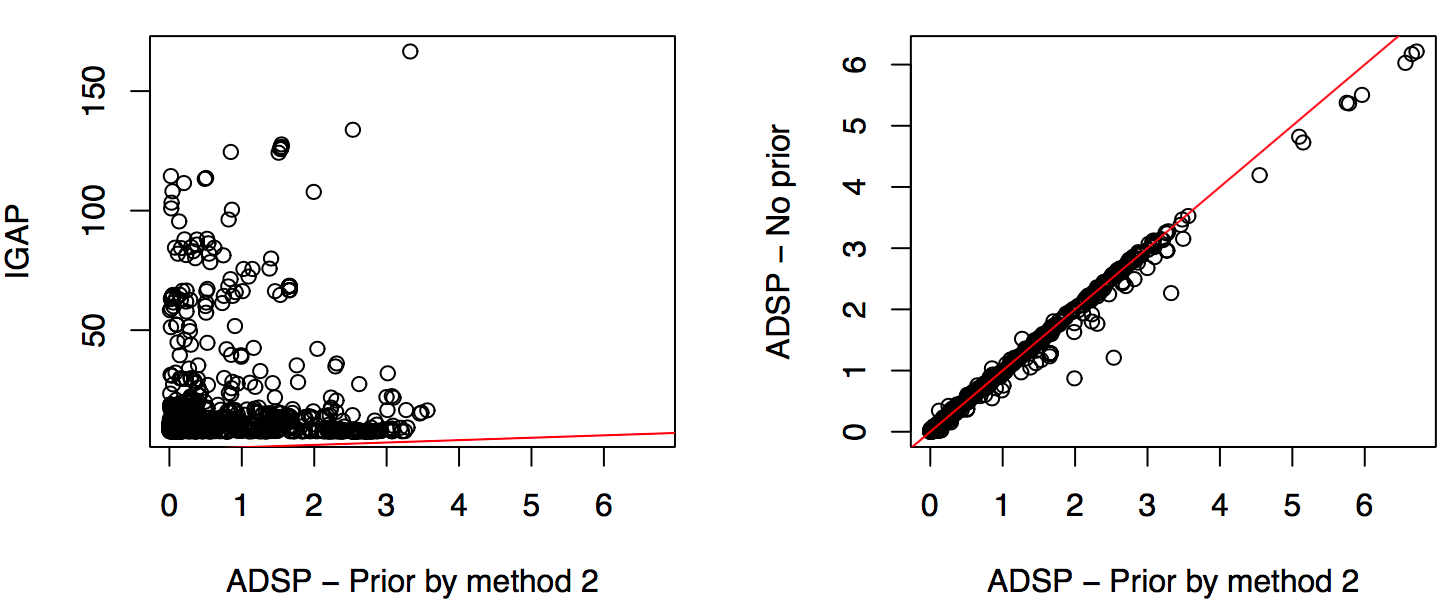 IGAP
150
100
50
0 1 2 3 4 5 6
ADSP – Prior by method 2
ADSP – No prior
6
5
4
3
2
1
0
0 1 2 3 4 5 6
ADSP – Prior by method 2